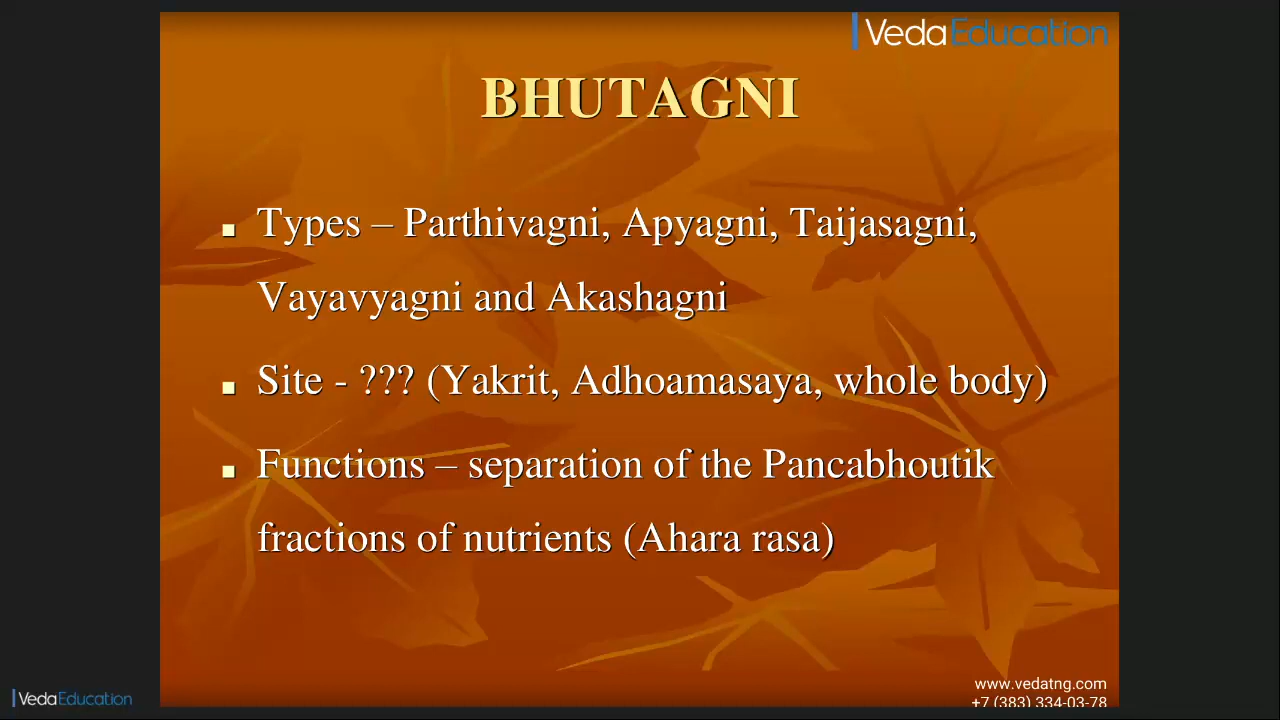 VedaEducation
BHUTAGNI
Types – Parthivagni, Apyagni, Taijasagni,
Vayavyagni and Akashagni
Site - ??? (Yakrit, Adhoamasaya, whole body)
Functions – separation of the Pancabhoutik
fractions of nutrients (Ahara rasa)
www.vedatng.com
+7 (383) 334-03-78
VedaEducation